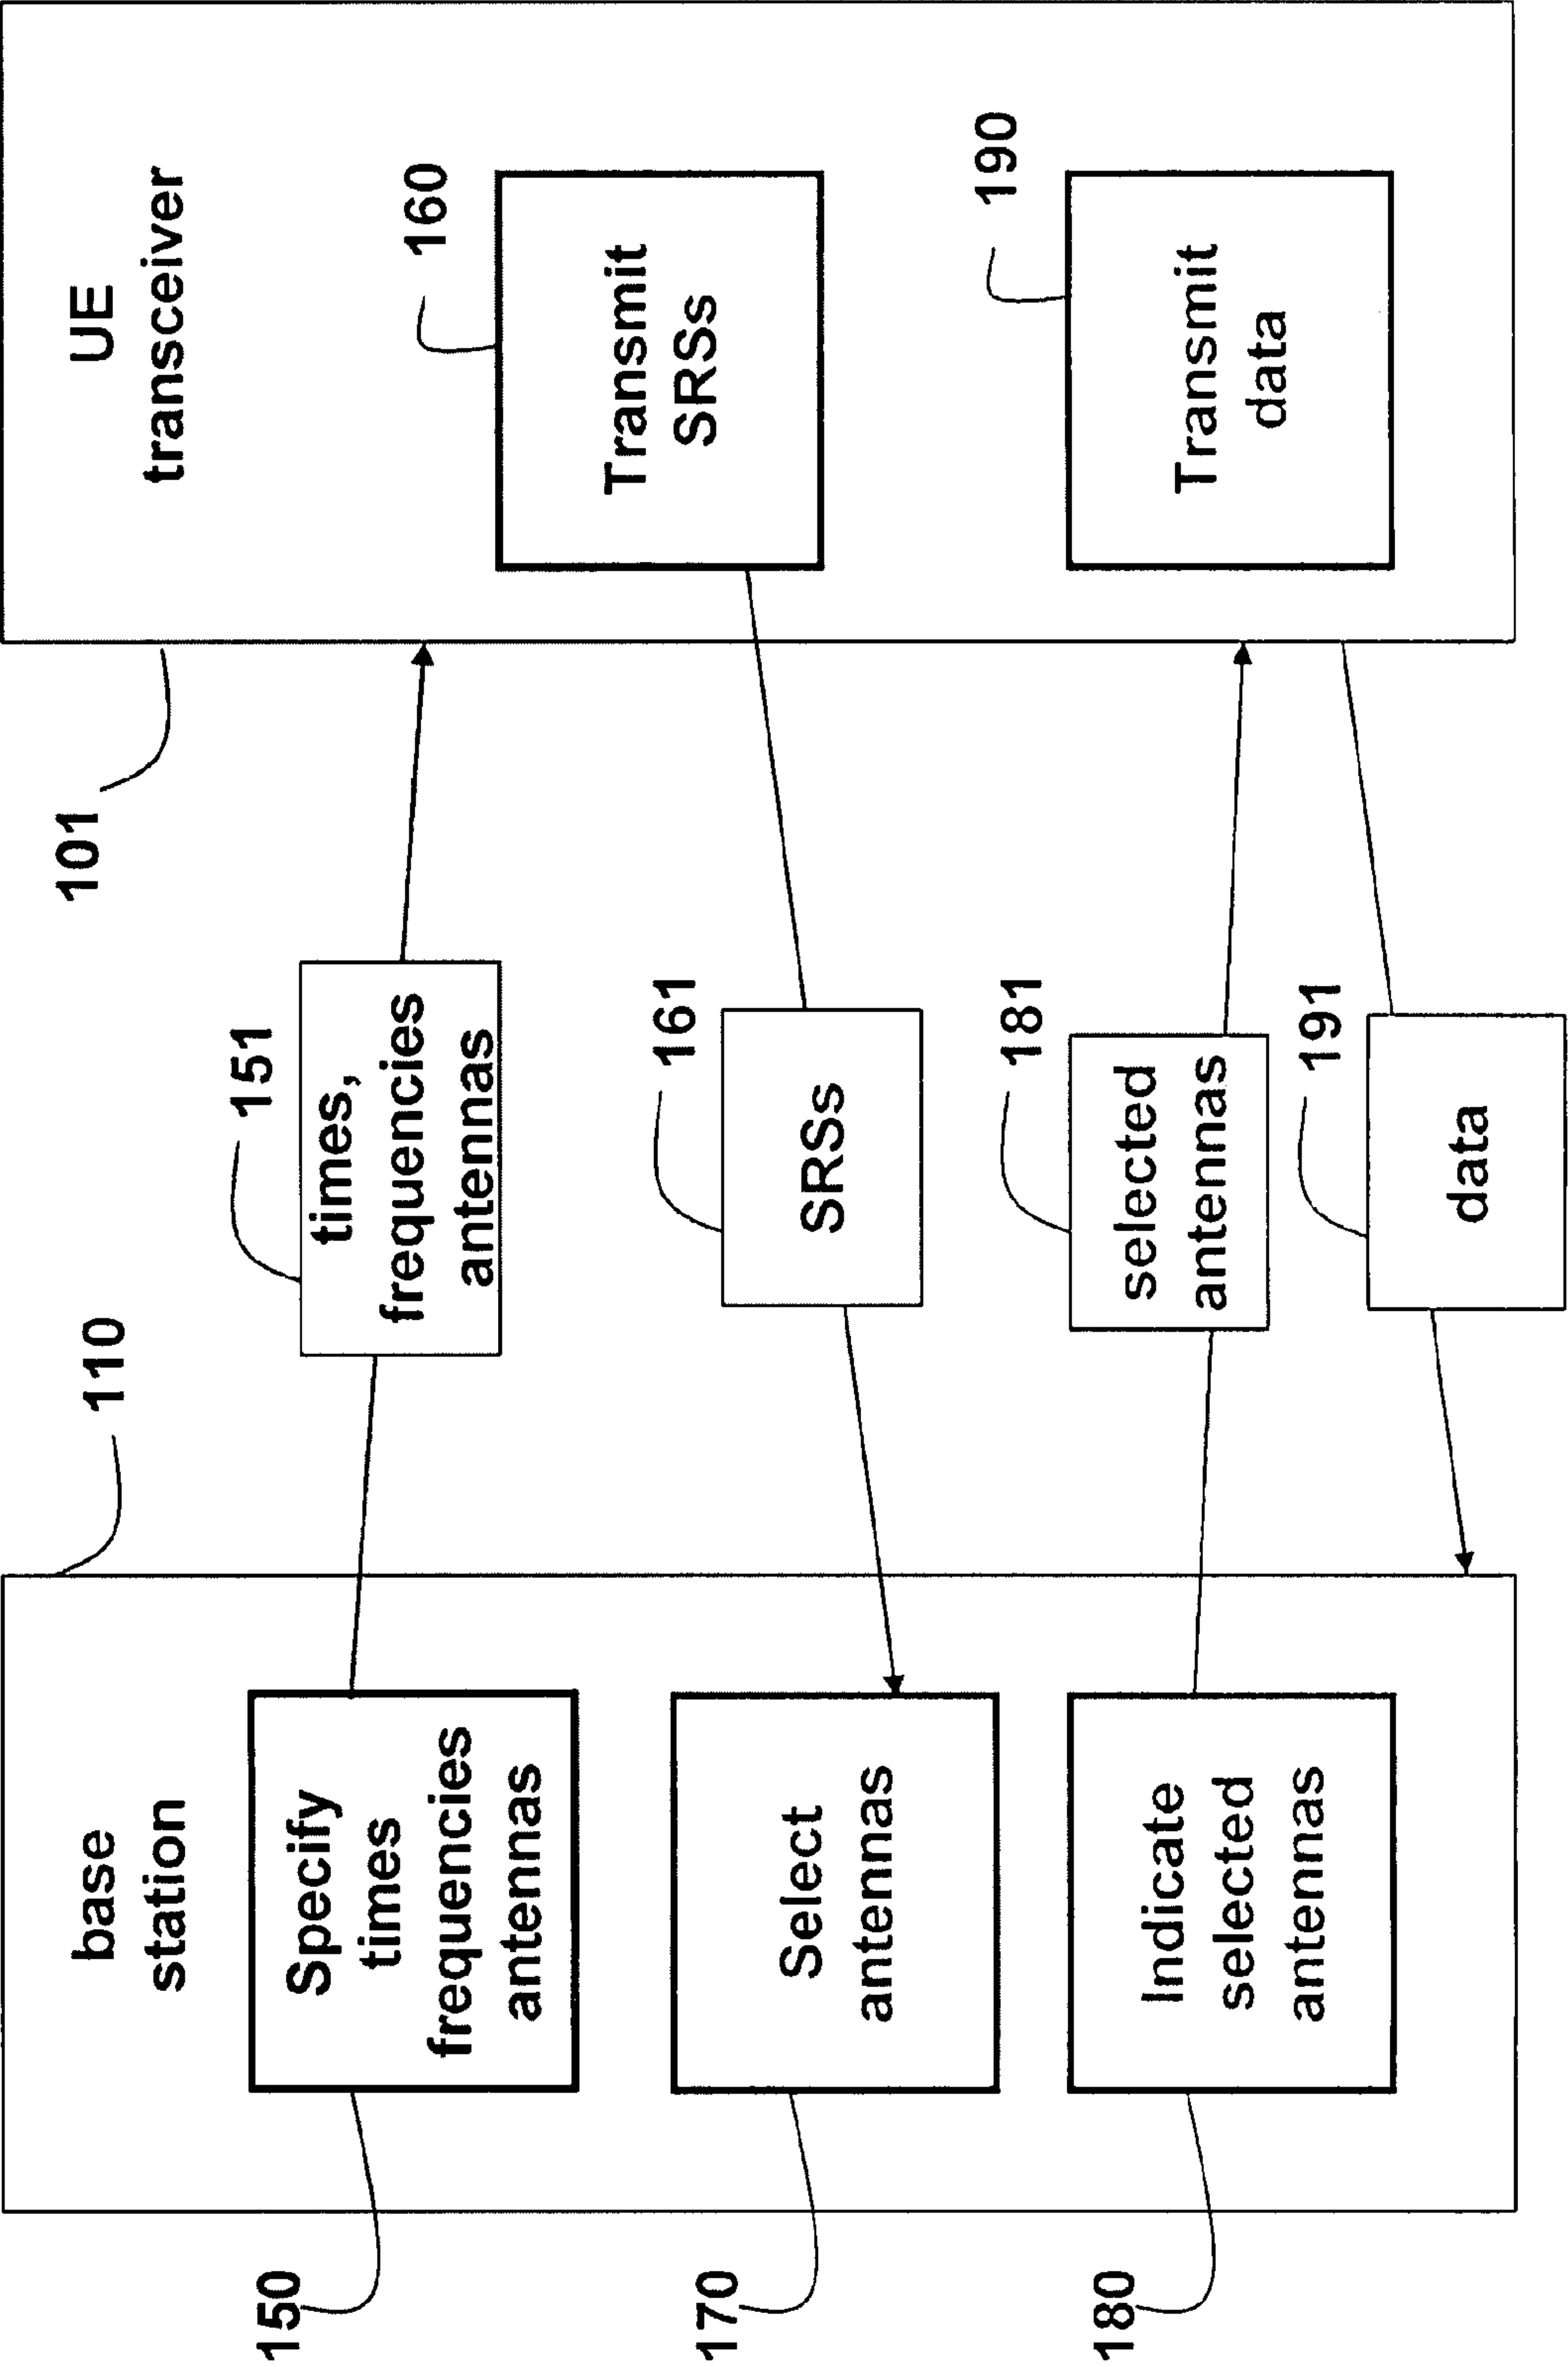 base
station
110
150
Specify
times
frequencies
antennas
170
Select
antennas
180
Indicate
selected
antennas
151
times,
frequencies
antennas
161
SRSs
181
selected
antennas
191
data
101
UE
transceiver
160
Transmit
SRSs
190
Transmit
data